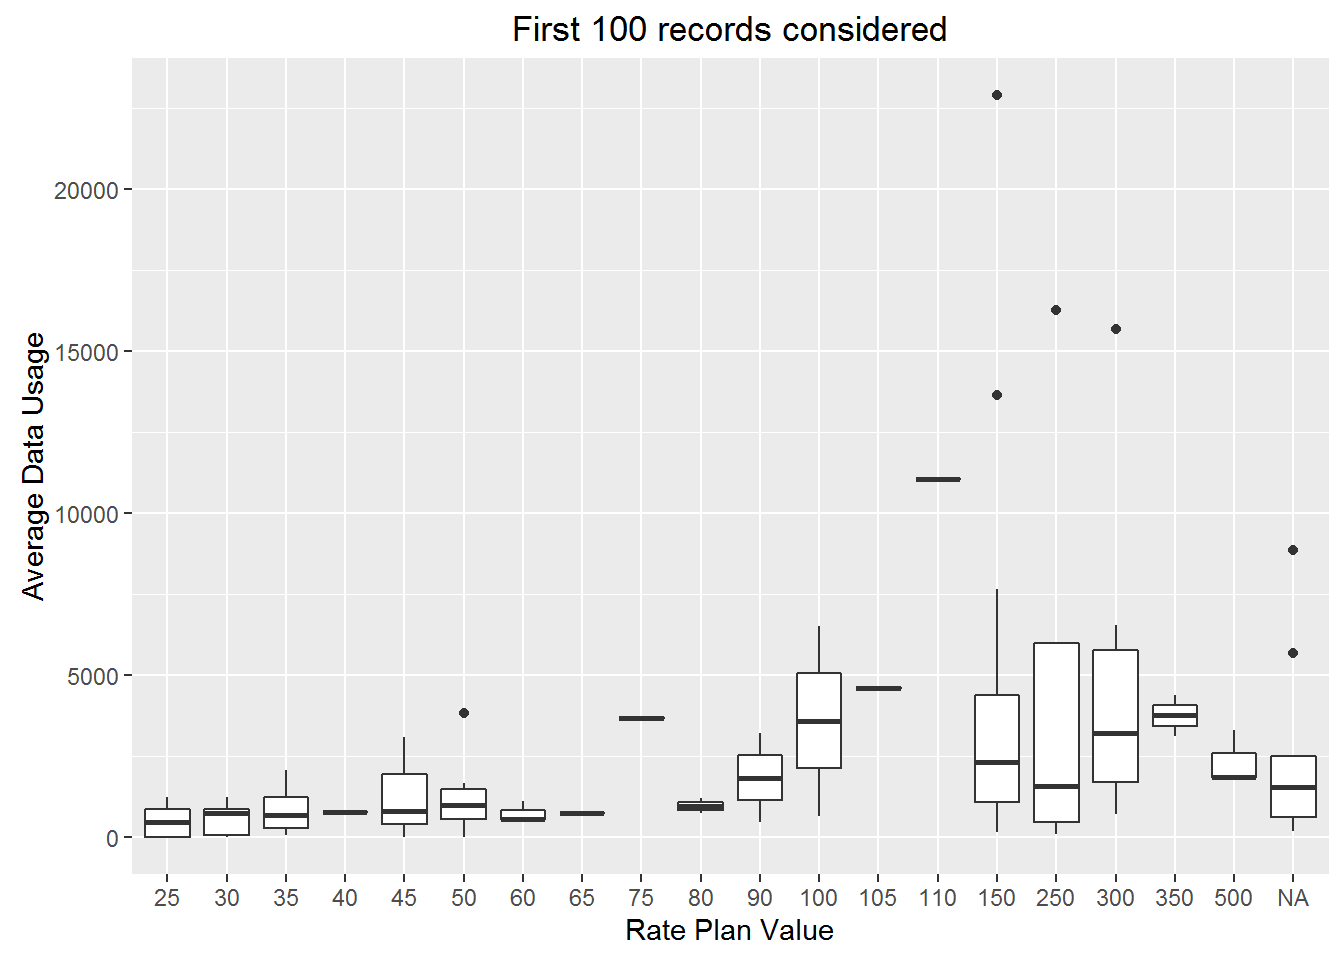 First 100 records considered
Average Data Usage
20000
15000
10000
5000
0
25 30 35 40 45 50 60 65 75 80 90 100 105 110 150 250 300 350 500 NA
Rate Plan Value